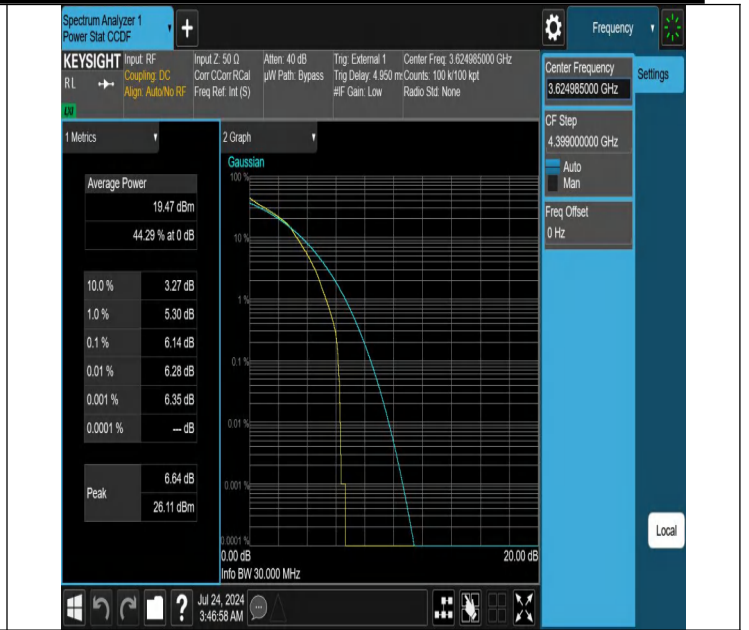 Spectrum Analyzer 1
Power Stat CCDF
+
Frequency
KEYSIGHT
RL
LXI
Input: RF
Coupling: DC
Align: Auto/No RF
Input Z: 50 Ω
Corr CCorr RCal
Freq Ref: Int (S)
Atten: 40 dB
µW Path: Bypass
Trig: External 1
Trig Delay: 4.950 ms
#IF Gain: Low
Center Freq: 3.624985000 GHz
Counts: 100 k/100 kpt
Radio Std: None
Center Frequency
3.624985000 GHz
Settings
CF Step
4.399000000 GHz
Auto
Man
Freq Offset
0 Hz
1 Metrics
Average Power
19.47 dBm
44.29 % at 0 dB
10.0 % 3.27 dB
1.0 % 5.30 dB
0.1 % 6.14 dB
0.01 % 6.28 dB
0.001 % 6.35 dB
0.0001 % --- dB
Peak
6.64 dB
26.11 dBm
2 Graph
Gaussian
100 %
10 %
1 %
0.1 %
0.01 %
0.001 %
0.0001 %
0.00 dB
20.00 dB
Info BW 30.000 MHz
Local
?
Jul 24, 2024
3:46:58 AM